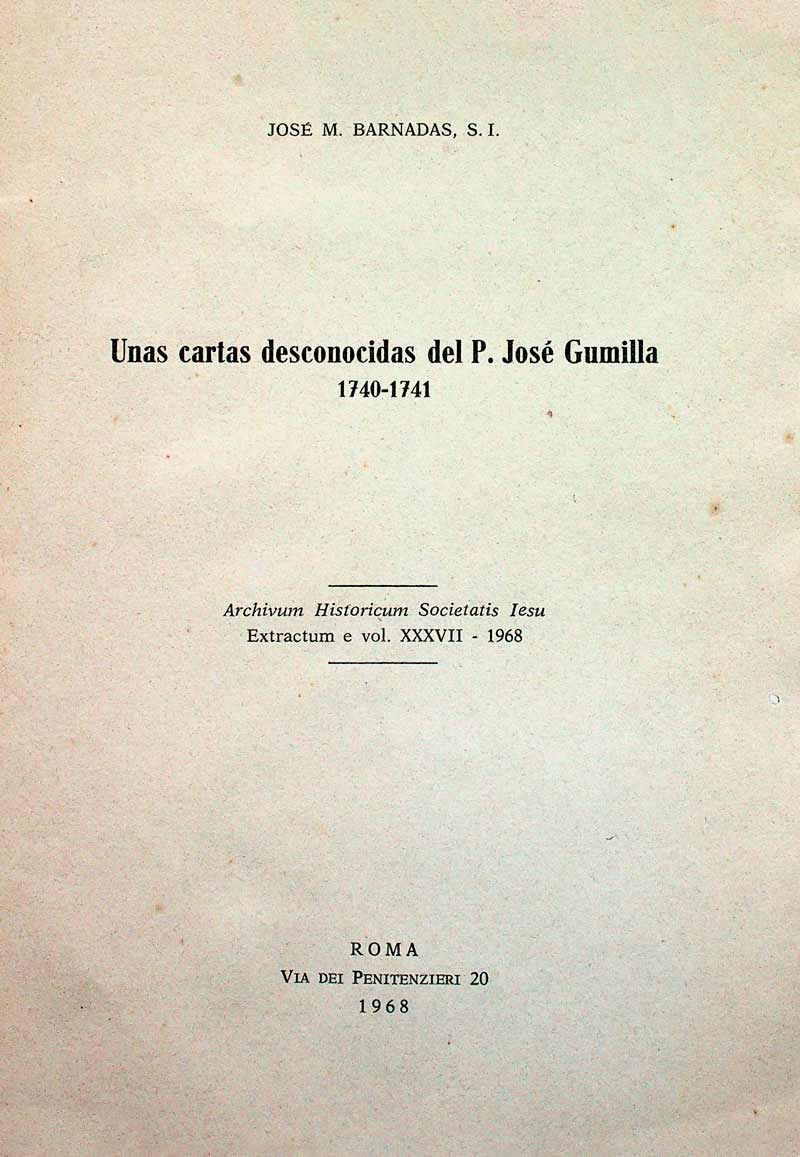 JOSÉ M. BARNADAS, S. I.
Unas cartas desconocidas del P. José Gumilla
1740-1741
Archivum Historicum Societatis Iesu
Extractum e vol. XXXVII - 1968
ROMA
VIA DEI PENITENZIERI 20
1968